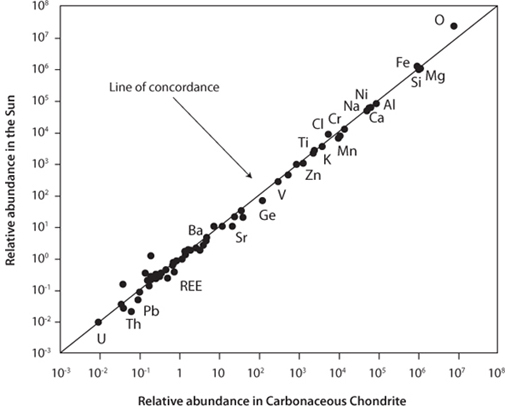 10⁸
10⁷
10⁶
10⁵
10⁴
10³
10²
10¹
10⁰
10⁻¹
10⁻²
10⁻³
Relative abundance in the Sun
O
Fe
Si
Mg
Line of concordance
Ni
Na
Al
Ca
Cl
Cr
Ti
Mn
K
Zn
V
Ge
Ba
Sr
REE
Pb
Th
U
10⁻³ 10⁻² 10⁻¹ 1 10 10² 10³ 10⁴ 10⁵ 10⁶ 10⁷ 10⁸
Relative abundance in Carbonaceous Chondrite